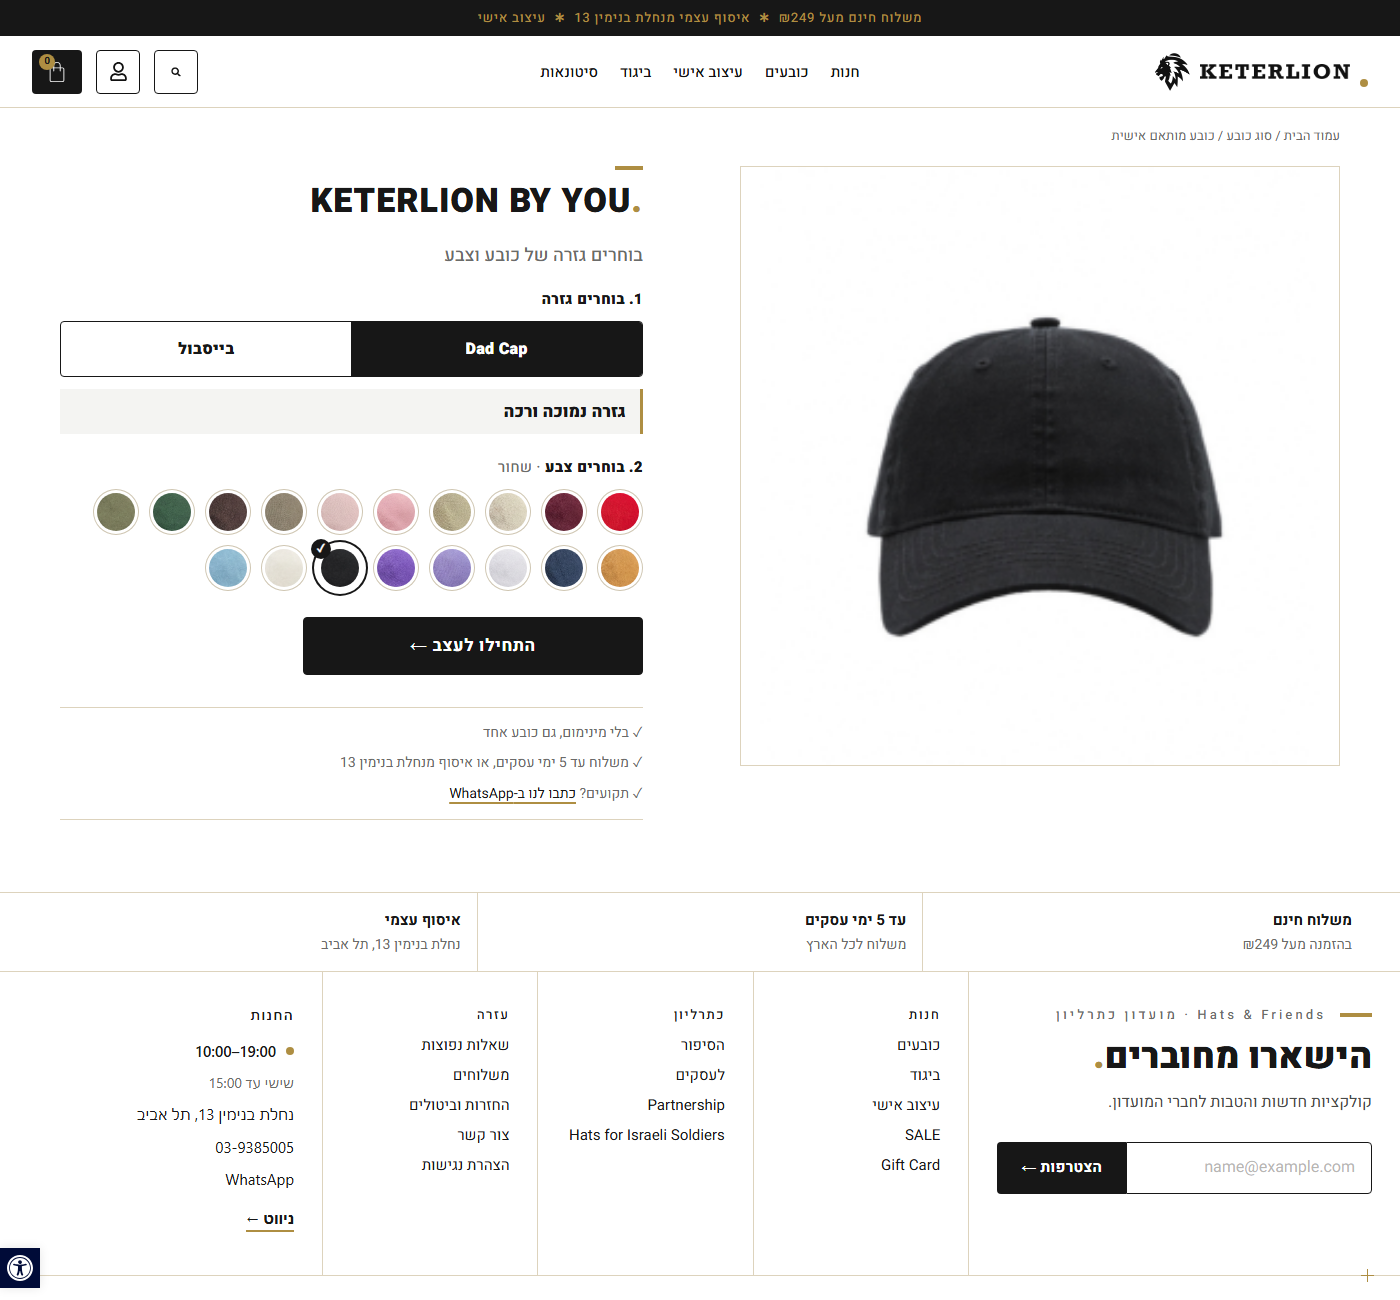 משלוח חינם מעל 249₪ ✱ איסוף עצמי מנחלת בנימין 13 ✱ עיצוב אישי
KETERLION
חנות
כובעים
עיצוב אישי
ביגוד
סיטונאות
0
עמוד הבית / סוג כובע / כובע מותאם אישית
KETERLION BY YOU.
בוחרים גזרה של כובע וצבע
1. בוחרים גזרה
Dad Cap
בייסבול
גזרה נמוכה ורכה
2. בוחרים צבע · שחור
התחילו לעצב ←
✓ בלי מינימום, גם כובע אחד
✓ משלוח עד 5 ימי עסקים, או איסוף מנחלת בנימין 13
✓ תקועים? כתבו לנו ב-WhatsApp
משלוח חינם
בהזמנה מעל 249₪
עד 5 ימי עסקים
משלוח לכל הארץ
איסוף עצמי
נחלת בנימין 13, תל אביב
Hats & Friends · מועדון כתרליון
הישארו מחוברים.
קולקציות חדשות והטבות לחברי המועדון.
name@example.com
הצטרפות ←
חנות
כובעים
ביגוד
עיצוב אישי
SALE
Gift Card
כתרליון
הסיפור
לעסקים
Partnership
Hats for Israeli Soldiers
עזרה
שאלות נפוצות
משלוחים
החזרות וביטולים
צור קשר
הצהרת נגישות
החנות
10:00–19:00
שישי עד 15:00
נחלת בנימין 13, תל אביב
03-9385005
WhatsApp
ניווט ←